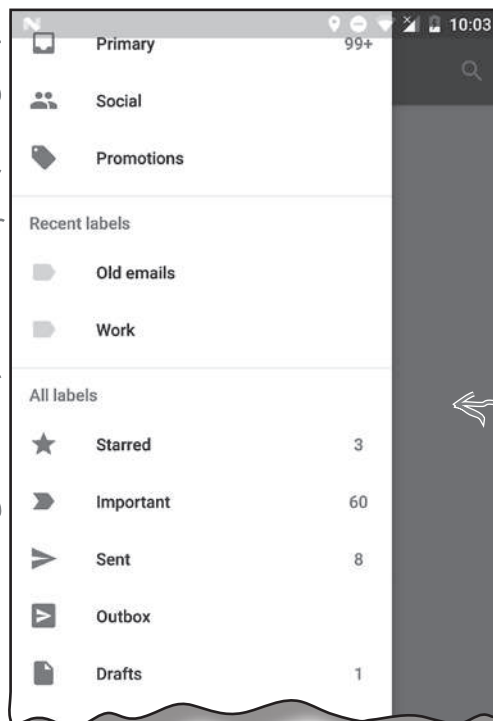 10:03
Primary 99+
Social
Promotions
Recent labels
Old emails
Work
All labels
Starred 3
Important 60
Sent 8
Outbox
Drafts 1